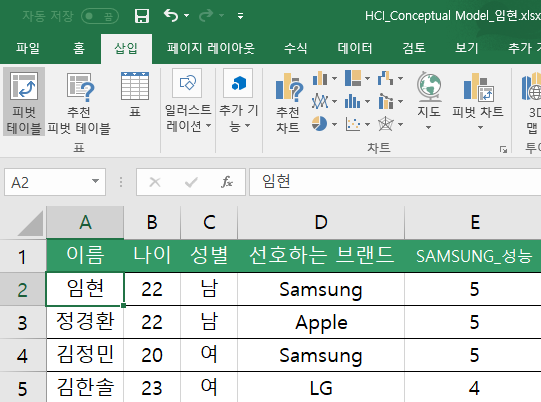 자동 저장 끔 HCI_Conceptual Model_임현.xlsx
파일 홈 삽입 페이지 레이아웃 수식 데이터 검토 보기 추가 기
피벗 테이블
추천 피벗 테이블
표
일러스트레이션
추가 기능
추천 차트
지도
피벗 차트
3D 맵
표 차트 투어
A2 fx 임현
A B C D E
1 이름 나이 성별 선호하는 브랜드 SAMSUNG_성능
2 임현 22 남 Samsung 5
3 정경환 22 남 Apple 5
4 김정민 20 여 Samsung 5
5 김한솔 23 여 LG 4